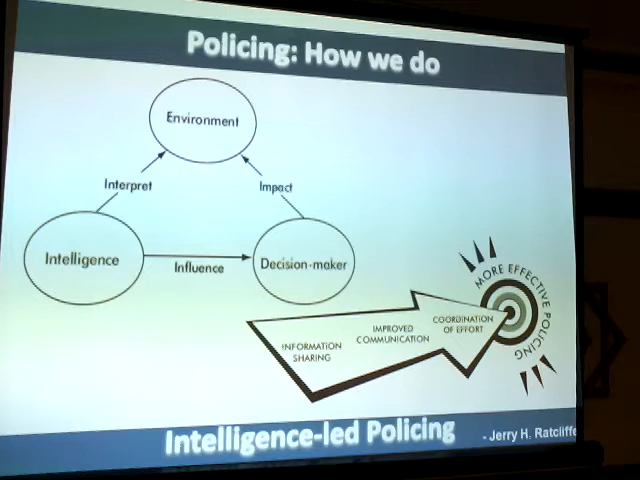 Policing: How we do
Environment
Interpret
Impact
Intelligence
Influence
Decision-maker
MORE EFFECTIVE POLICING
INFORMATION
SHARING
IMPROVED
COMMUNICATION
COORDINATION
OF EFFORT
Intelligence-led Policing
- Jerry H. Ratcliffe